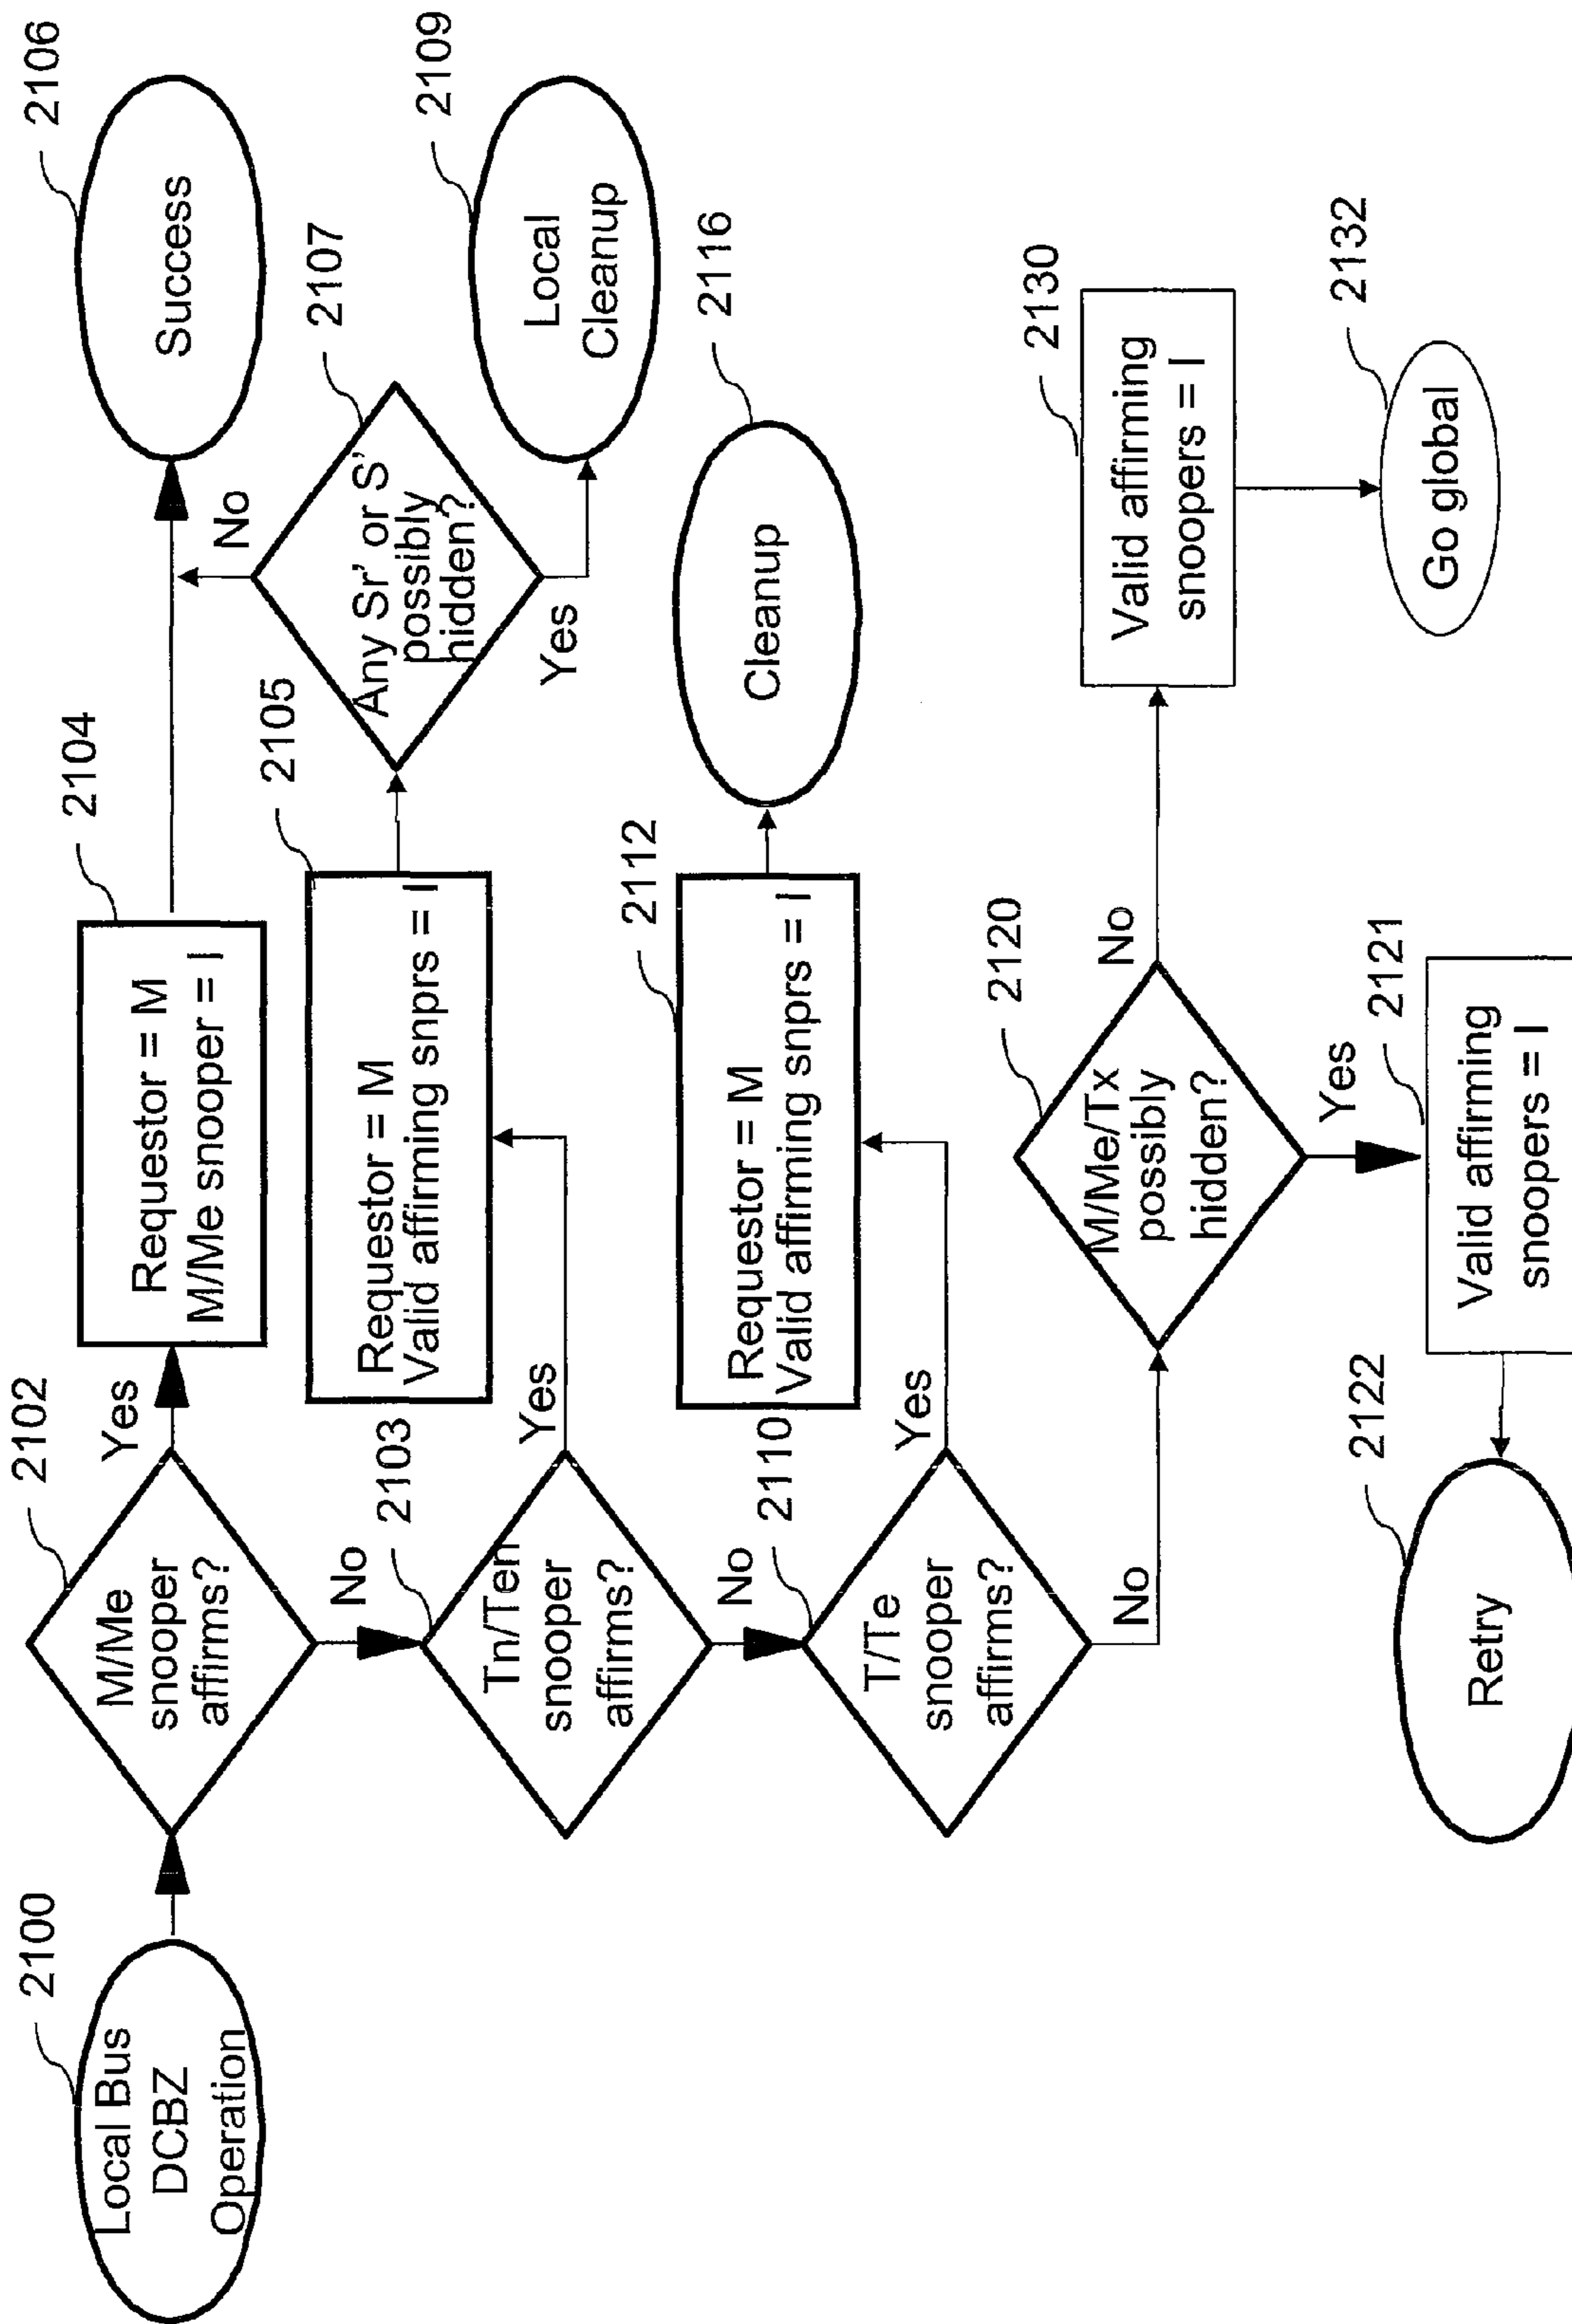 2100
Local Bus
DCBZ
Operation
2102
M/Me
snooper
affirms?
Yes
2104
Requestor = M
M/Me snooper = I
2106
Success
No
2103
Tn/Ten
snooper
affirms?
Yes
2105
Requestor = M
Valid affirming snprs = I
2107
Any Sr' or S'
possibly
hidden?
No
Yes
2109
Local
Cleanup
No
2110
T/Te
snooper
affirms?
Yes
2112
Requestor = M
Valid affirming snprs = I
2116
Cleanup
No
2120
M/Me/Tx
possibly
hidden?
No
2130
Valid affirming
snoopers = I
2132
Go global
Yes
2121
Valid affirming
snoopers = I
2122
Retry